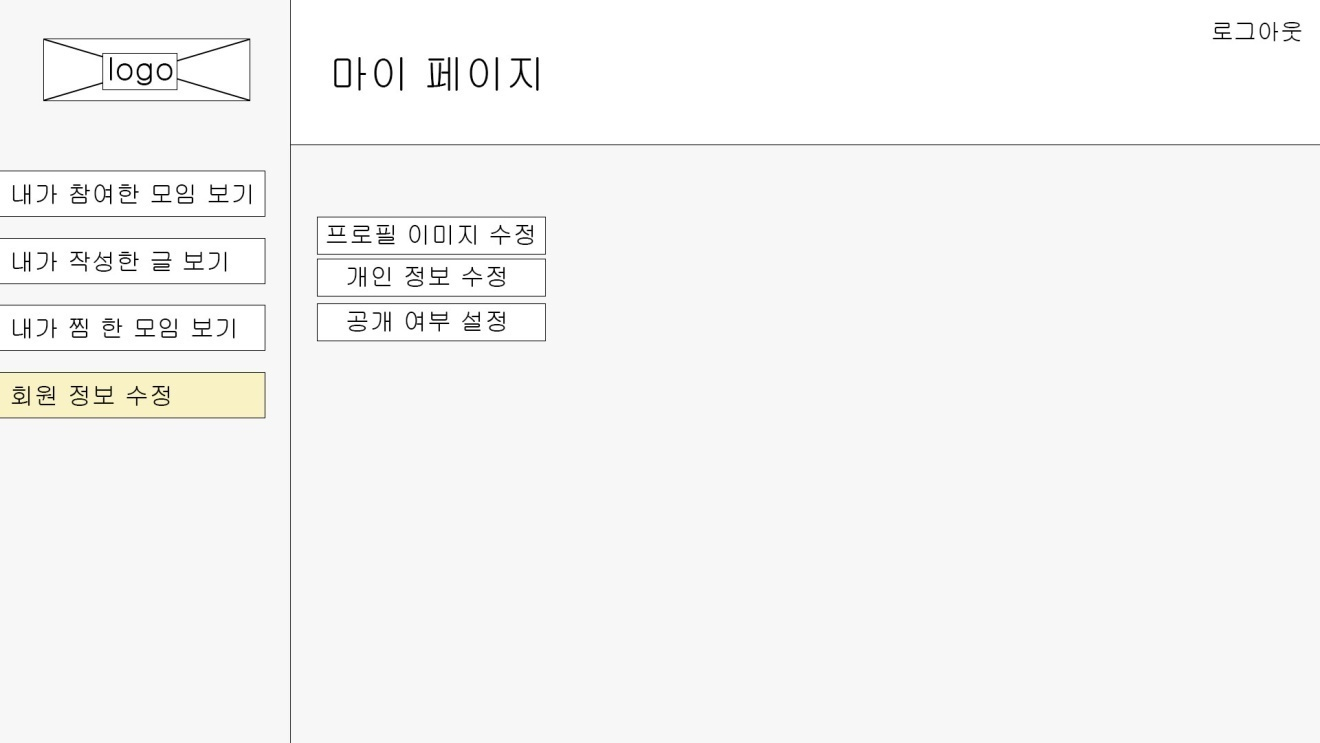 logo
로그아웃
마이 페이지
내가 참여한 모임 보기
내가 작성한 글 보기
내가 찜 한 모임 보기
회원 정보 수정
프로필 이미지 수정
개인 정보 수정
공개 여부 설정